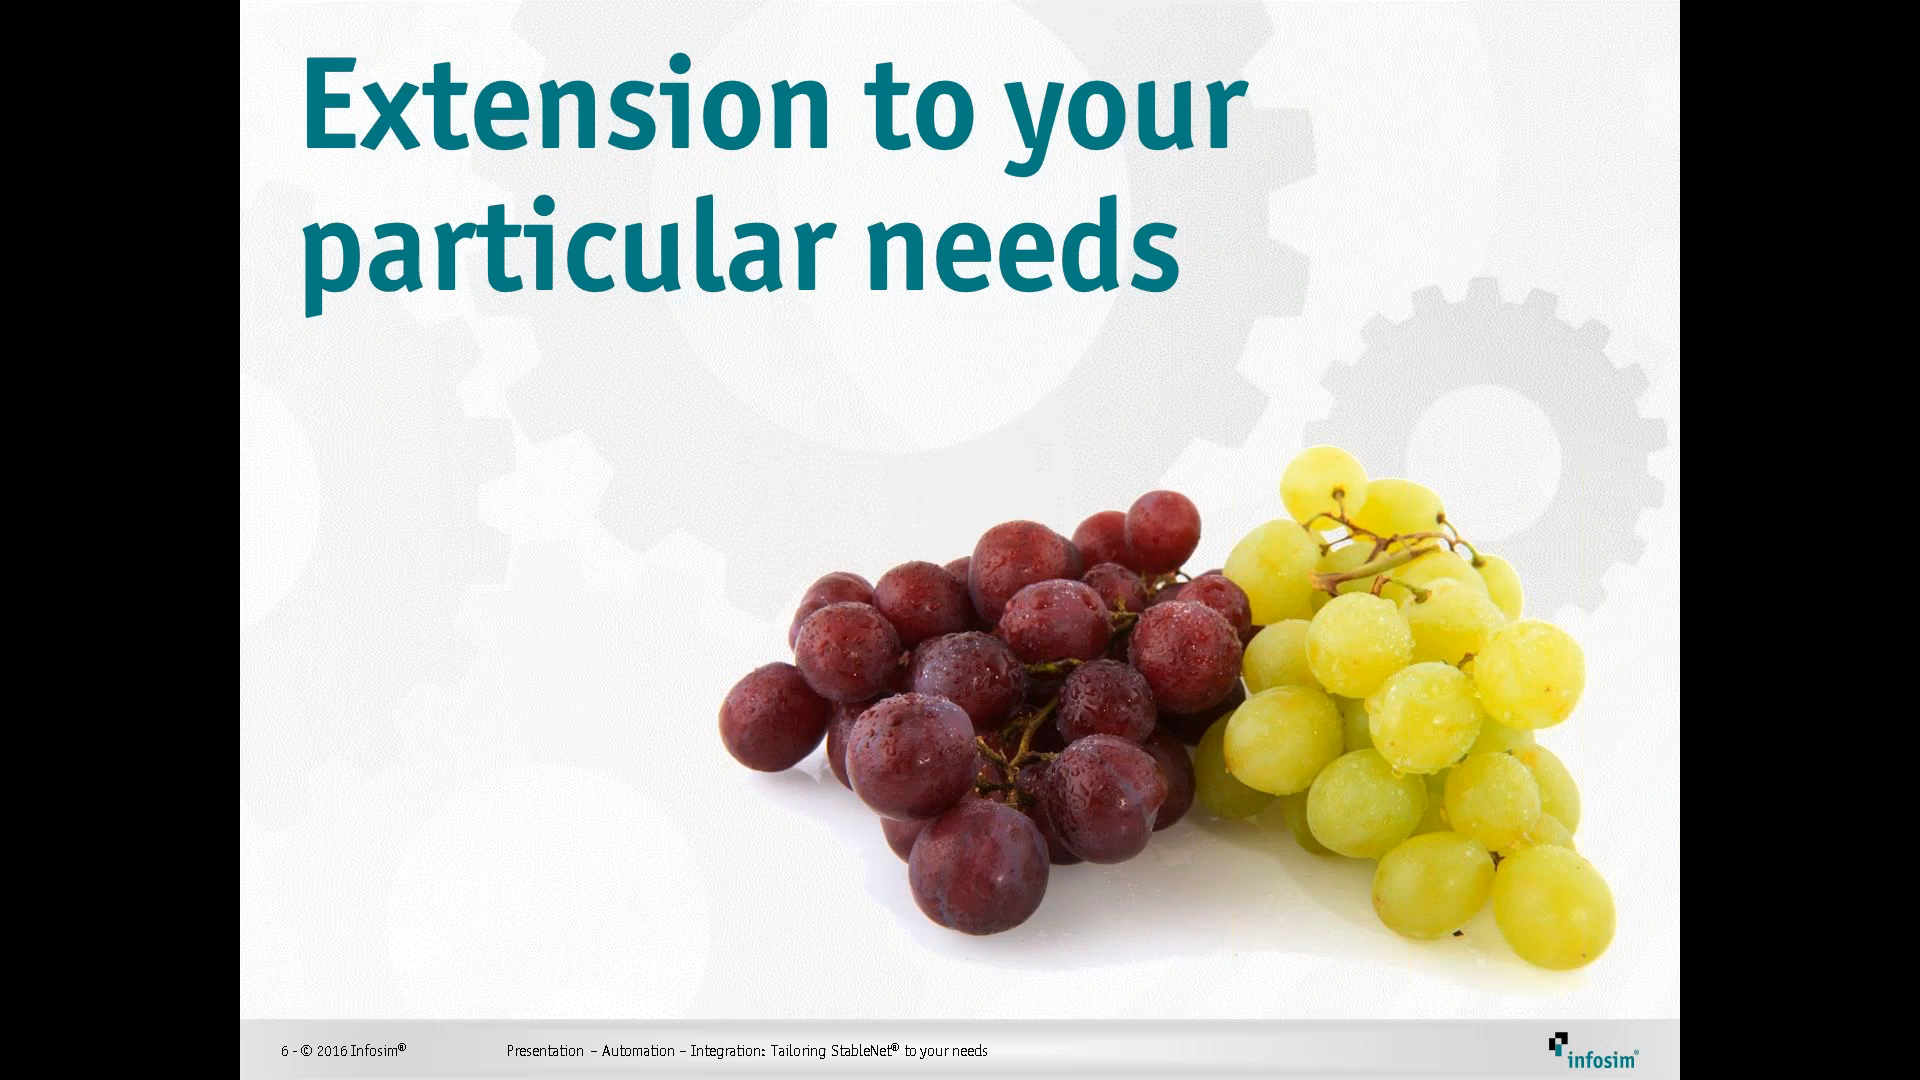 Extension to your
particular needs
6 - © 2016 Infosim®
Presentation – Automation – Integration: Tailoring StableNet® to your needs
infosim®